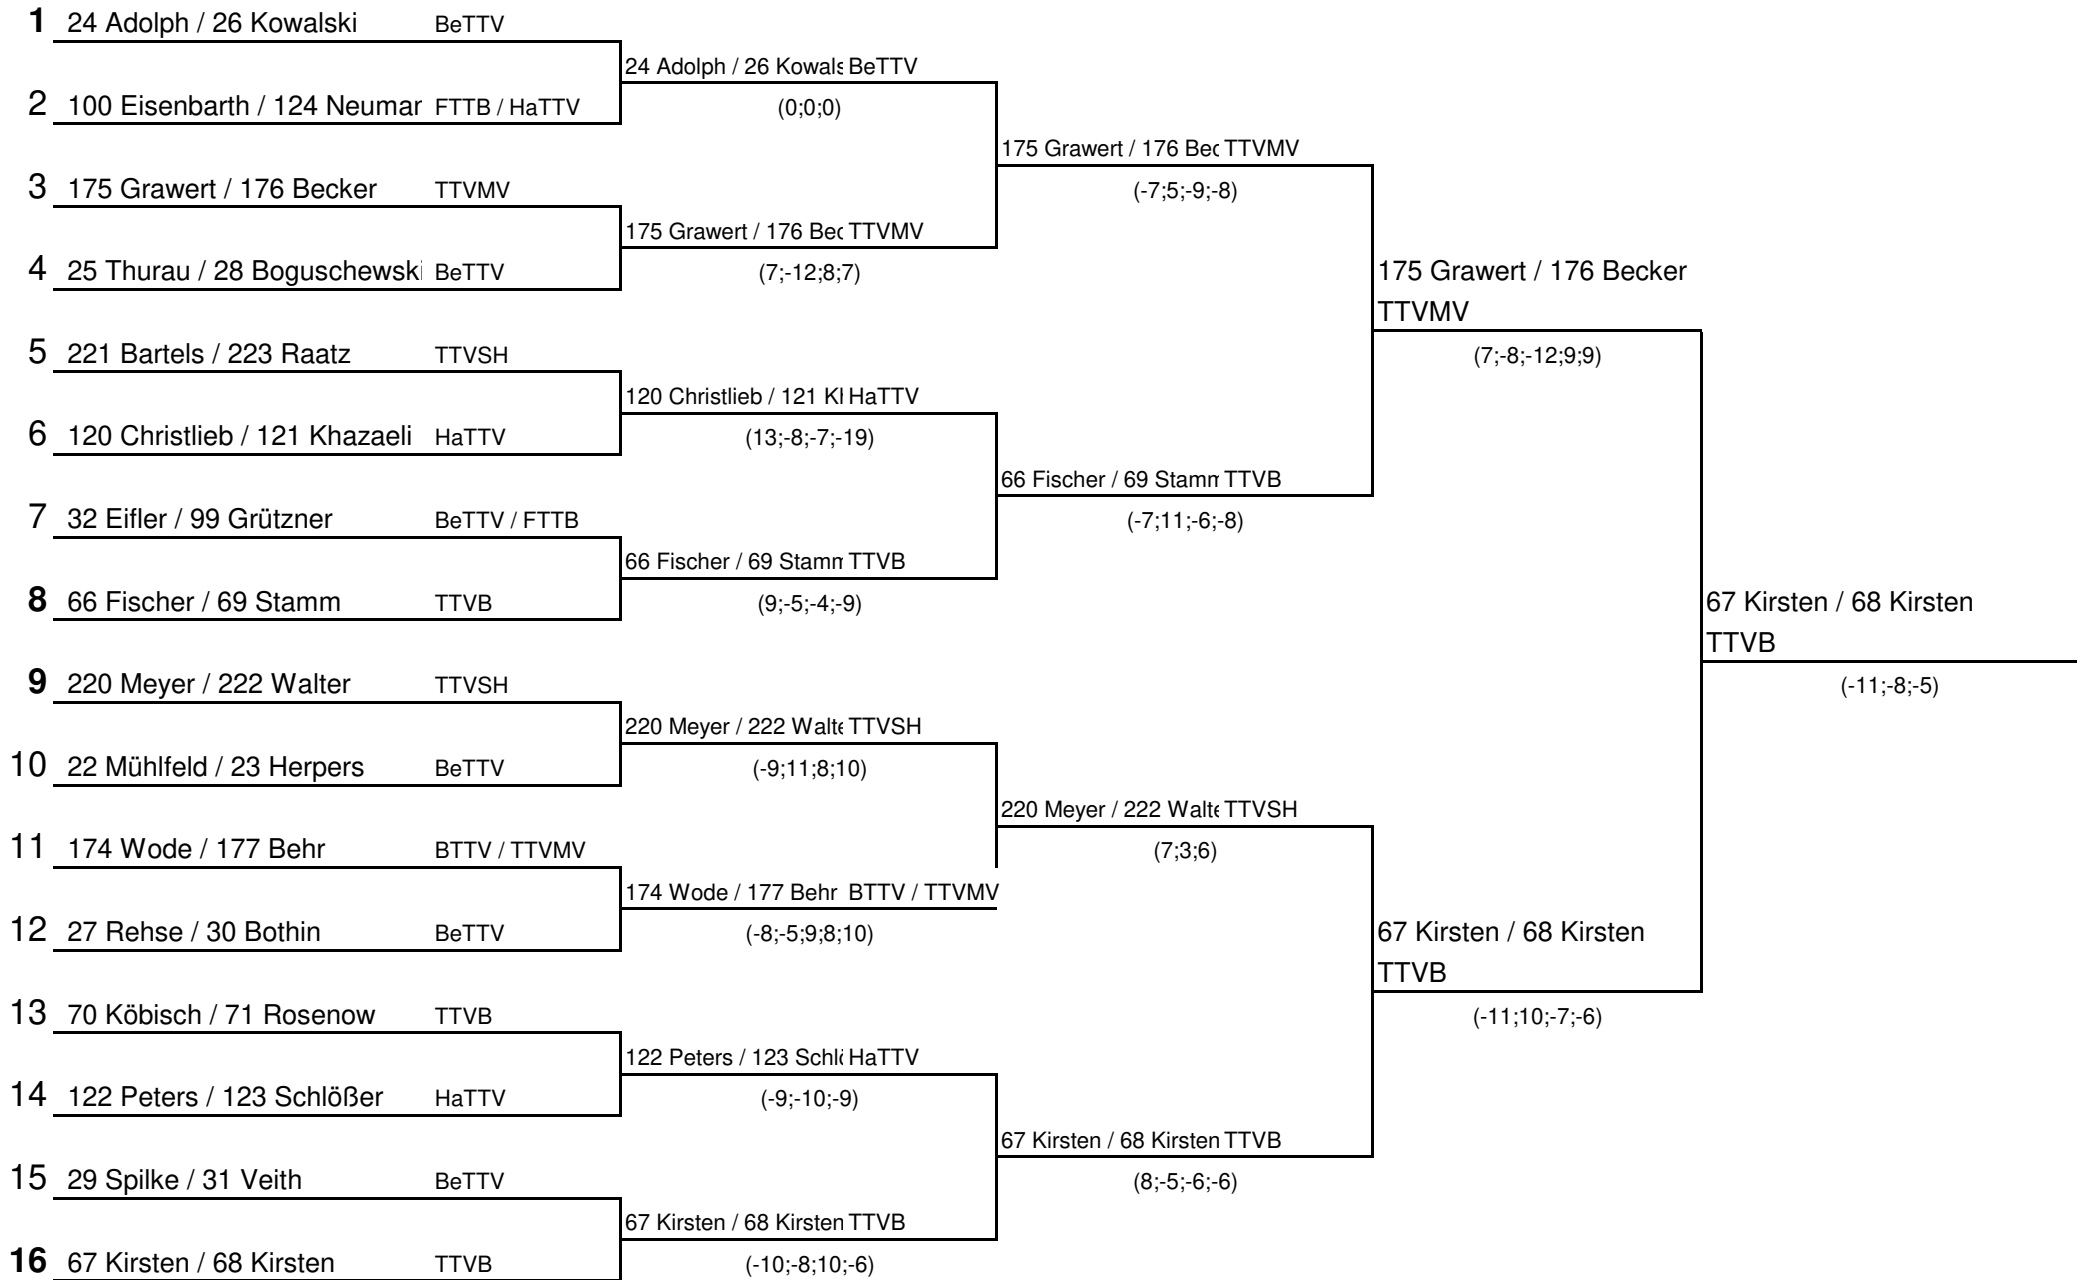 1 24 Adolph / 26 Kowalski BeTTV
24 Adolph / 26 Kowals BeTTV
2 100 Eisenbarth / 124 Neumar FTTB / HaTTV
(0;0;0)
175 Grawert / 176 Bec TTVMV
3 175 Grawert / 176 Becker TTVMV
(-7;5;-9;-8)
175 Grawert / 176 Bec TTVMV
4 25 Thurau / 28 Boguschewski BeTTV
(7;-12;8;7)
175 Grawert / 176 Becker
TTVMV
5 221 Bartels / 223 Raatz TTVSH
(7;-8;-12;9;9)
120 Christlieb / 121 Kh HaTTV
6 120 Christlieb / 121 Khazaeli HaTTV
(13;-8;-7;-19)
66 Fischer / 69 Stamm TTVB
7 32 Eifler / 99 Grützner BeTTV / FTTB
(-7;11;-6;-8)
66 Fischer / 69 Stamm TTVB
8 66 Fischer / 69 Stamm TTVB
(9;-5;-4;-9)
67 Kirsten / 68 Kirsten
TTVB
9 220 Meyer / 222 Walter TTVSH
(-11;-8;-5)
220 Meyer / 222 Walte TTVSH
10 22 Mühlfeld / 23 Herpers BeTTV
(-9;11;8;10)
220 Meyer / 222 Walte TTVSH
11 174 Wode / 177 Behr BTTV / TTVMV
(7;3;6)
174 Wode / 177 Behr BTTV / TTVMV
12 27 Rehse / 30 Bothin BeTTV
(-8;-5;9;8;10)
67 Kirsten / 68 Kirsten
TTVB
13 70 Köbisch / 71 Rosenow TTVB
(-11;10;-7;-6)
122 Peters / 123 Schlö HaTTV
14 122 Peters / 123 Schlößer HaTTV
(-9;-10;-9)
67 Kirsten / 68 Kirsten TTVB
15 29 Spilke / 31 Veith BeTTV
(8;-5;-6;-6)
67 Kirsten / 68 Kirsten TTVB
16 67 Kirsten / 68 Kirsten TTVB
(-10;-8;10;-6)